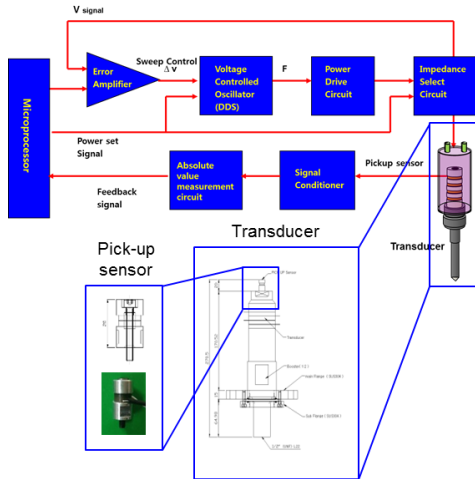 V signal
Sweep Control
Δ v
Error
Amplifier
Voltage
Controlled
Oscillator
(DDS)
F
Power
Drive
Circuit
Impedance
Select
Circuit
Microprocessor
Power set
Signal
Absolute
value
measurement
circuit
Signal
Conditioner
Pickup sensor
Feedback
signal
Transducer
Pick-up
sensor
Transducer
Transducer